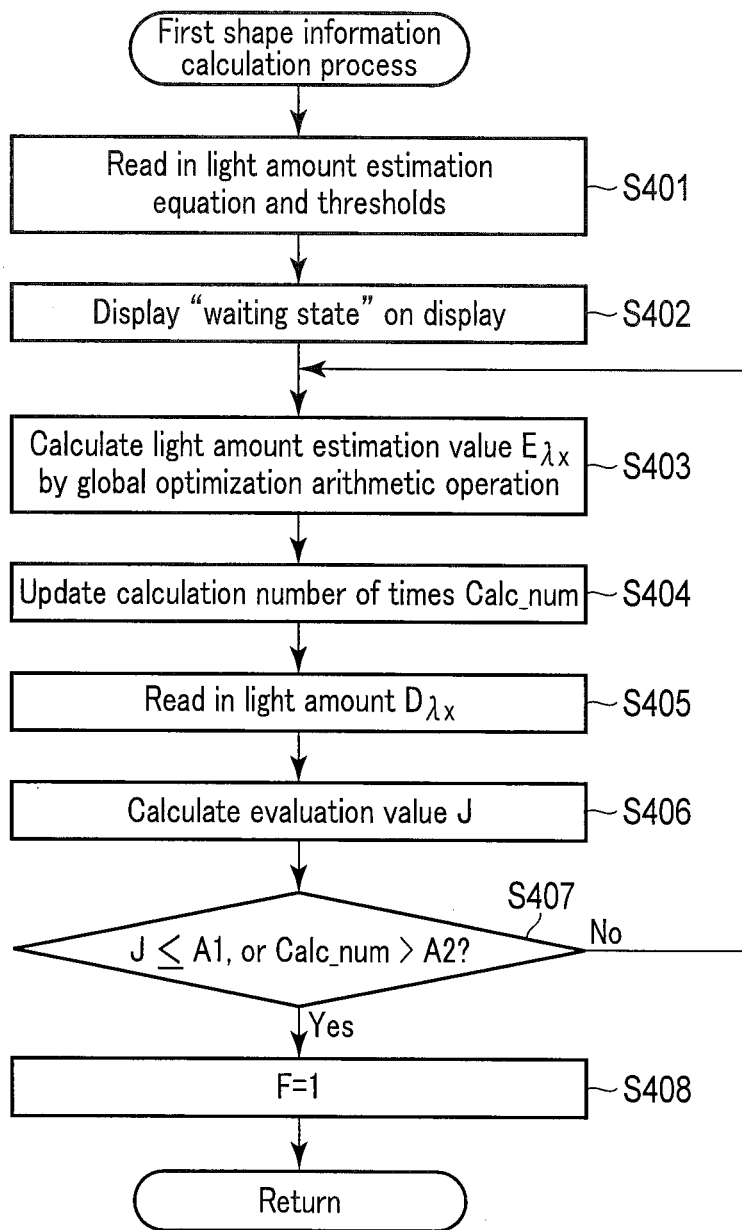 First shape information
calculation process
Read in light amount estimation
equation and thresholds
S401
Display “waiting state” on display
S402
Calculate light amount estimation value Eλx
by global optimization arithmetic operation
S403
Update calculation number of times Calc_num
S404
Read in light amount Dλx
S405
Calculate evaluation value J
S406
S407
J ≤ A1, or Calc_num > A2?
No
Yes
F=1
S408
Return